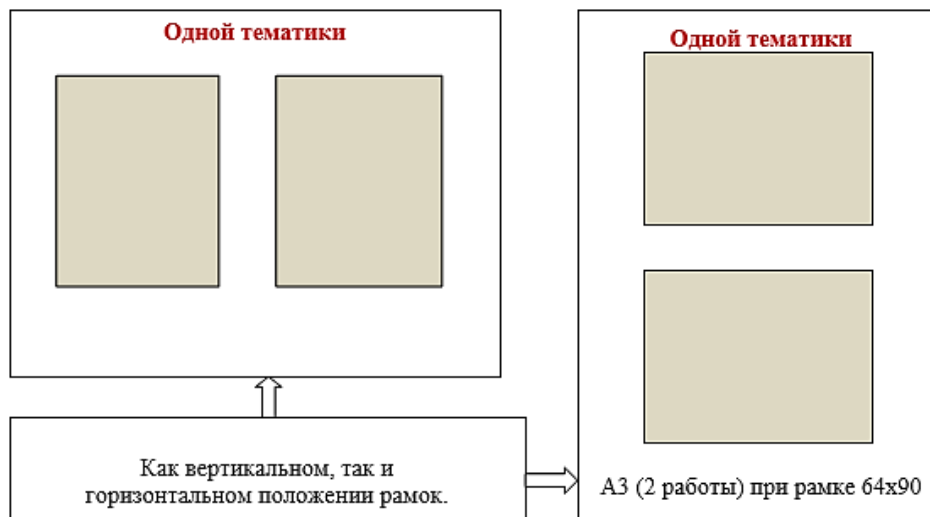 Одной тематики
Одной тематики
Как вертикальном, так и
горизонтальном положении рамок.
А3 (2 работы) при рамке 64х90